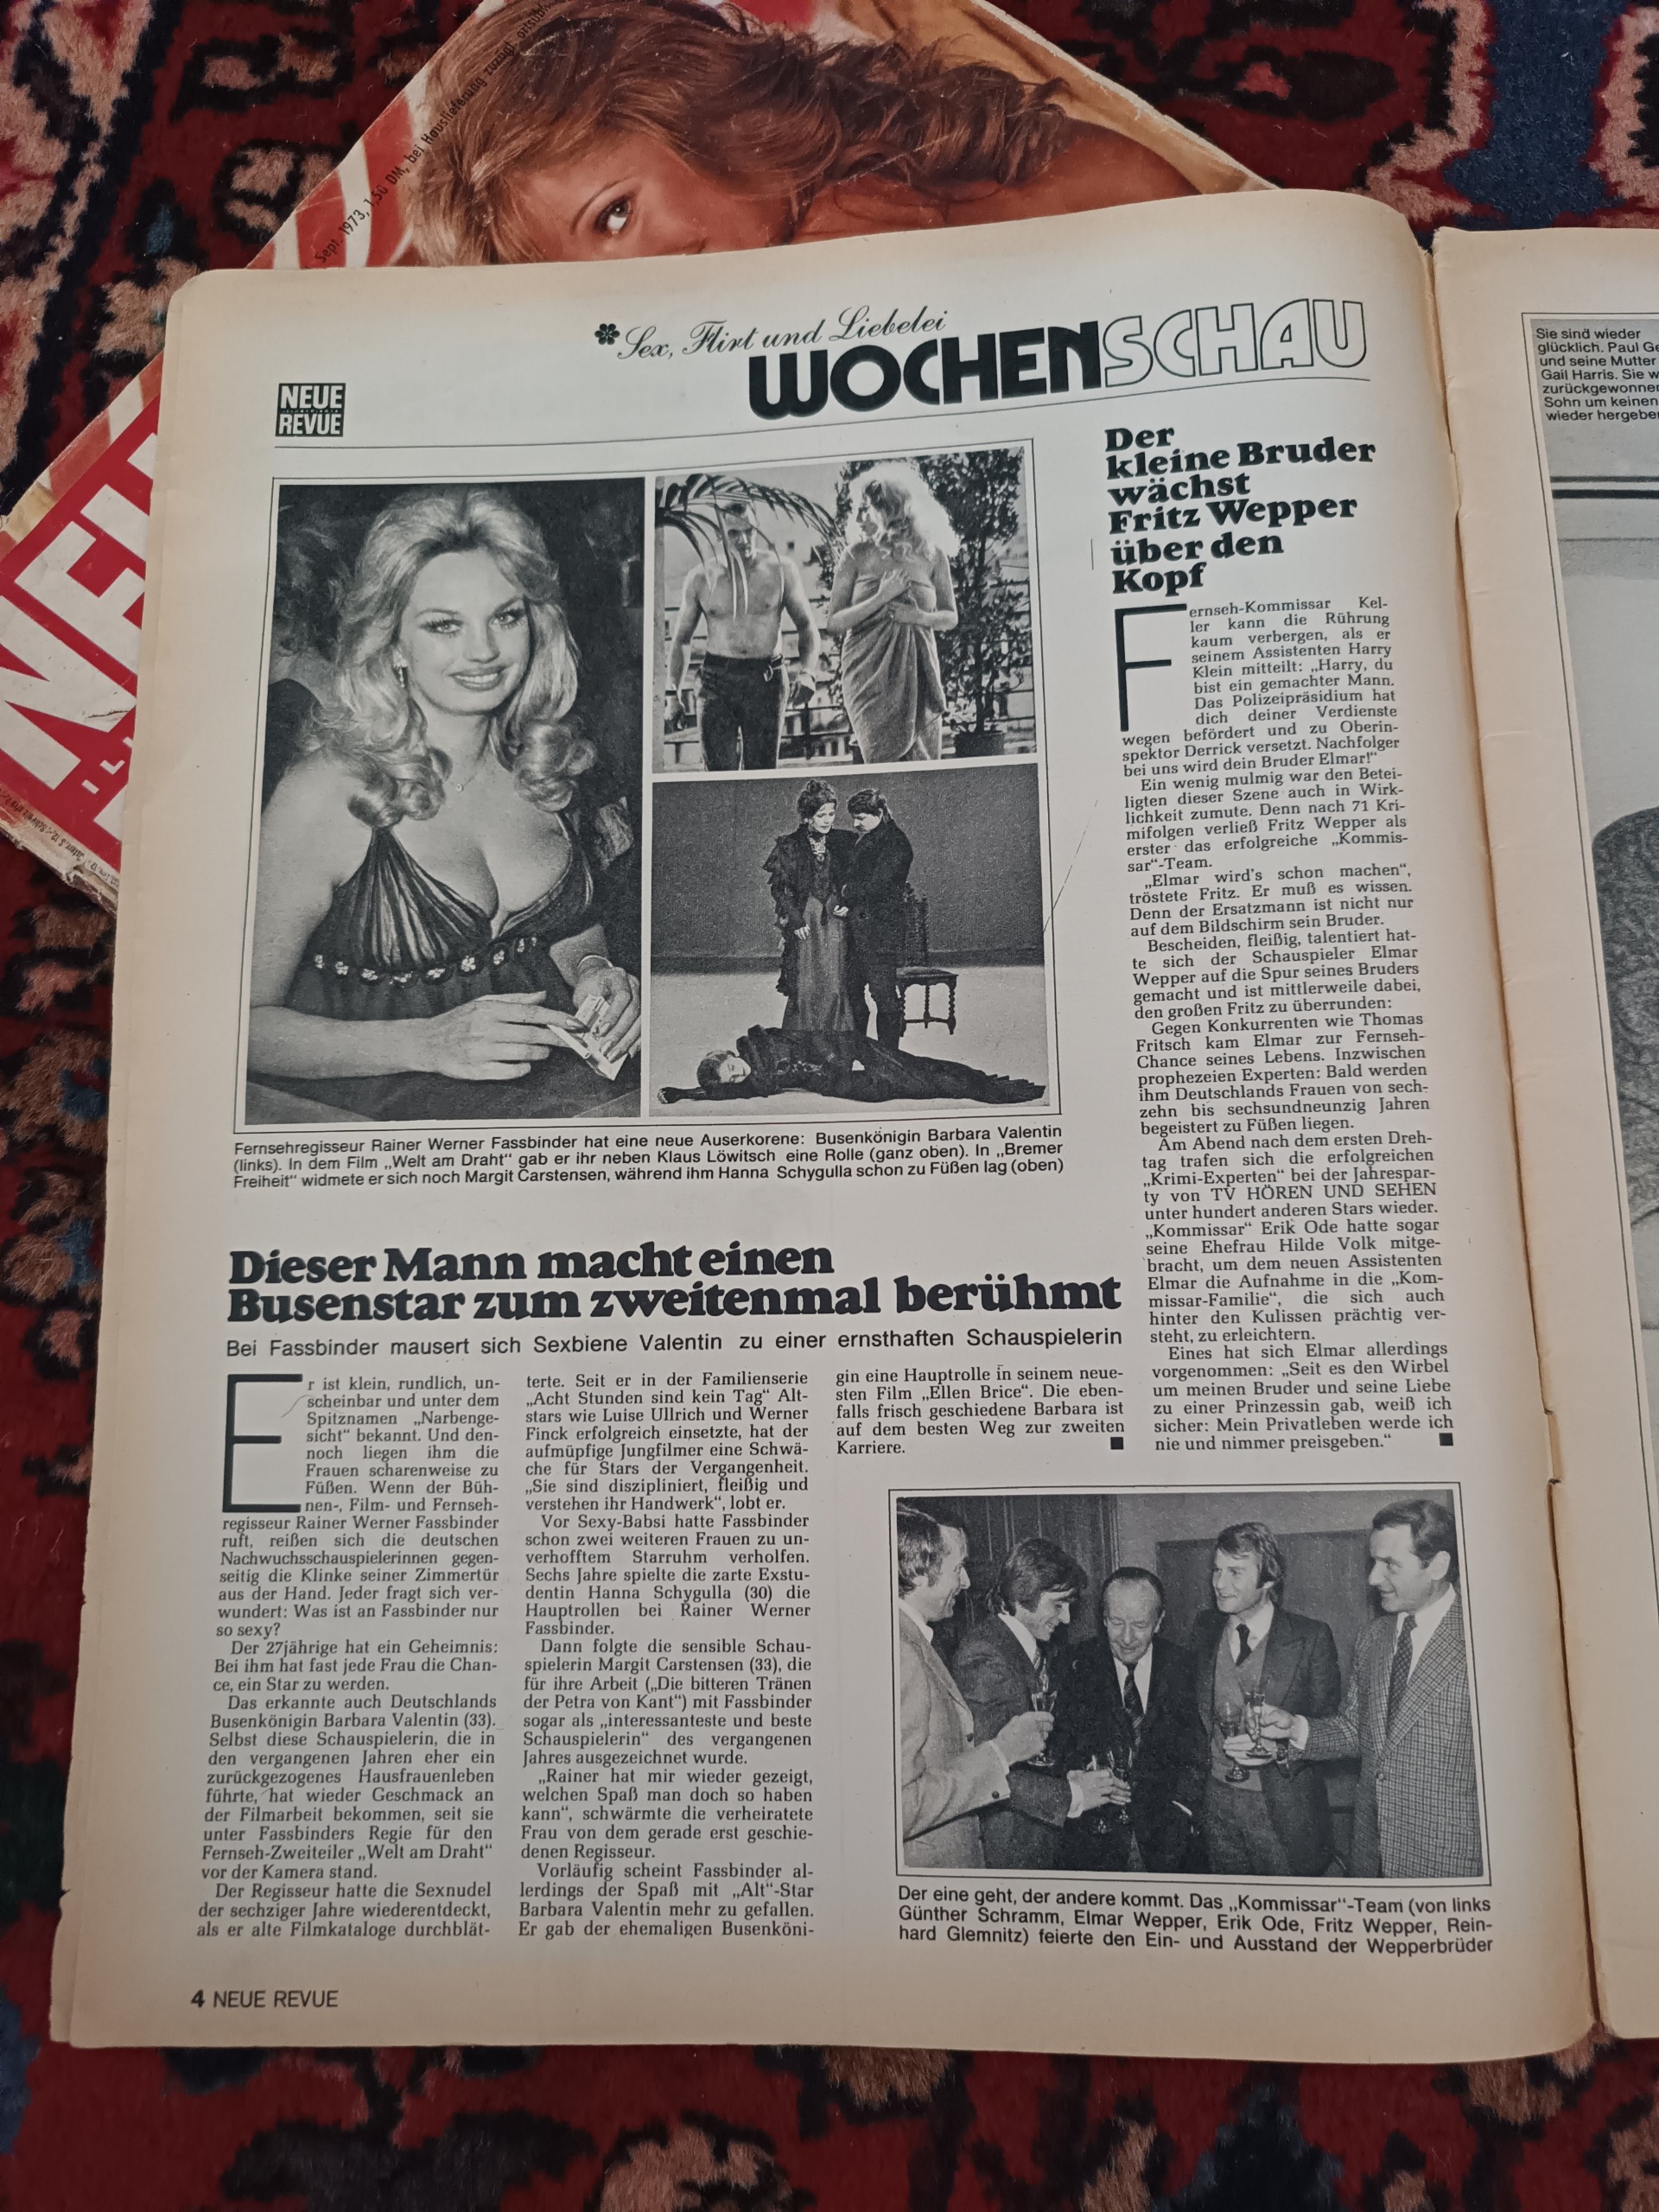 Sept. 1973, 1,50 DM, bei Hauslieferung zuzügl. ortsüb
NEUE
REVUE
Sex, Flirt und Liebelei
WOCHENSCHAU
Fernsehregisseur Rainer Werner Fassbinder hat eine neue Auserkorene: Busenkönigin Barbara Valentin
(links). In dem Film „Welt am Draht“ gab er ihr neben Klaus Löwitsch eine Rolle (ganz oben). In „Bremer
Freiheit“ widmete er sich noch Margit Carstensen, während ihm Hanna Schygulla schon zu Füßen lag (oben)
Dieser Mann macht einen
Busenstar zum zweitenmal berühmt
Bei Fassbinder mausert sich Sexbiene Valentin zu einer ernsthaften Schauspielerin
Er ist klein, rundlich, un-
scheinbar und unter dem
Spitznamen „Narbenge-
sicht“ bekannt. Und den-
noch liegen ihm die
Frauen scharenweise zu
Füßen. Wenn der Büh-
nen-, Film- und Fernseh-
regisseur Rainer Werner Fassbinder
ruft, reißen sich die deutschen
Nachwuchsschauspielerinnen gegen-
seitig die Klinke seiner Zimmertür
aus der Hand. Jeder fragt sich ver-
wundert: Was ist an Fassbinder nur
so sexy?
Der 27jährige hat ein Geheimnis:
Bei ihm hat fast jede Frau die Chan-
ce, ein Star zu werden.
Das erkannte auch Deutschlands
Busenkönigin Barbara Valentin (33).
Selbst diese Schauspielerin, die in
den vergangenen Jahren eher ein
zurückgezogenes Hausfrauenleben
führte, hat wieder Geschmack an
der Filmarbeit bekommen, seit sie
unter Fassbinders Regie für den
Fernseh-Zweiteiler „Welt am Draht“
vor der Kamera stand.
Der Regisseur hatte die Sexnudel
der sechziger Jahre wiederentdeckt,
als er alte Filmkataloge durchblät-
terte. Seit er in der Familienserie
„Acht Stunden sind kein Tag“ Alt-
stars wie Luise Ullrich und Werner
Finck erfolgreich einsetzte, hat der
aufmüpfige Jungfilmer eine Schwä-
che für Stars der Vergangenheit.
„Sie sind diszipliniert, fleißig und
verstehen ihr Handwerk“, lobt er.
Vor Sexy-Babsi hatte Fassbinder
schon zwei weiteren Frauen zu un-
verhofftem Starruhm verholfen.
Sechs Jahre spielte die zarte Exstu-
dentin Hanna Schygulla (30) die
Hauptrollen bei Rainer Werner
Fassbinder.
Dann folgte die sensible Schau-
spielerin Margit Carstensen (33), die
für ihre Arbeit („Die bitteren Tränen
der Petra von Kant“) mit Fassbinder
sogar als „interessanteste und beste
Schauspielerin“ des vergangenen
Jahres ausgezeichnet wurde.
„Rainer hat mir wieder gezeigt,
welchen Spaß man doch so haben
kann“, schwärmte die verheiratete
Frau von dem gerade erst geschie-
denen Regisseur.
Vorläufig scheint Fassbinder al-
lerdings der Spaß mit „Alt“-Star
Barbara Valentin mehr zu gefallen.
Er gab der ehemaligen Busenköni-
gin eine Hauptrolle in seinem neue-
sten Film „Ellen Brice“. Die eben-
falls frisch geschiedene Barbara ist
auf dem besten Weg zur zweiten
Karriere.
Der
kleine Bruder
wächst
Fritz Wepper
über den
Kopf
Fernseh-Kommissar Kel-
ler kann die Rührung
kaum verbergen, als er
seinem Assistenten Harry
Klein mitteilt: „Harry, du
bist ein gemachter Mann.
Das Polizeipräsidium hat
dich deiner Verdienste
wegen befördert und zu Oberin-
spektor Derrick versetzt. Nachfolger
bei uns wird dein Bruder Elmar!“
Ein wenig mulmig war den Betei-
ligten dieser Szene auch in Wirk-
lichkeit zumute. Denn nach 71 Kri-
mifolgen verließ Fritz Wepper als
erster das erfolgreiche „Kommis-
sar“-Team.
„Elmar wird's schon machen“,
tröstete Fritz. Er muß es wissen.
Denn der Ersatzmann ist nicht nur
auf dem Bildschirm sein Bruder.
Bescheiden, fleißig, talentiert hat-
te sich der Schauspieler Elmar
Wepper auf die Spur seines Bruders
gemacht und ist mittlerweile dabei,
den großen Fritz zu überrunden:
Gegen Konkurrenten wie Thomas
Fritsch kam Elmar zur Fernseh-
Chance seines Lebens. Inzwischen
prophezeien Experten: Bald werden
ihm Deutschlands Frauen von sech-
zehn bis sechsundneunzig Jahren
begeistert zu Füßen liegen.
Am Abend nach dem ersten Dreh-
tag trafen sich die erfolgreichen
„Krimi-Experten“ bei der Jahrespar-
ty von TV HÖREN UND SEHEN
unter hundert anderen Stars wieder.
„Kommissar“ Erik Ode hatte sogar
seine Ehefrau Hilde Volk mitge-
bracht, um dem neuen Assistenten
Elmar die Aufnahme in die „Kom-
missar-Familie“, die sich auch
hinter den Kulissen prächtig ver-
steht, zu erleichtern.
Eines hat sich Elmar allerdings
vorgenommen: „Seit es den Wirbel
um meinen Bruder und seine Liebe
zu einer Prinzessin gab, weiß ich
sicher: Mein Privatleben werde ich
nie und nimmer preisgeben.“
Der eine geht, der andere kommt. Das „Kommissar“-Team (von links
Günther Schramm, Elmar Wepper, Erik Ode, Fritz Wepper, Rein-
hard Glemnitz) feierte den Ein- und Ausstand der Wepperbrüder
4 NEUE REVUE
Sie sind wieder
glücklich. Paul Ge
und seine Mutter
Gail Harris. Sie w
zurückgewonnen
Sohn um keinen
wieder hergeben